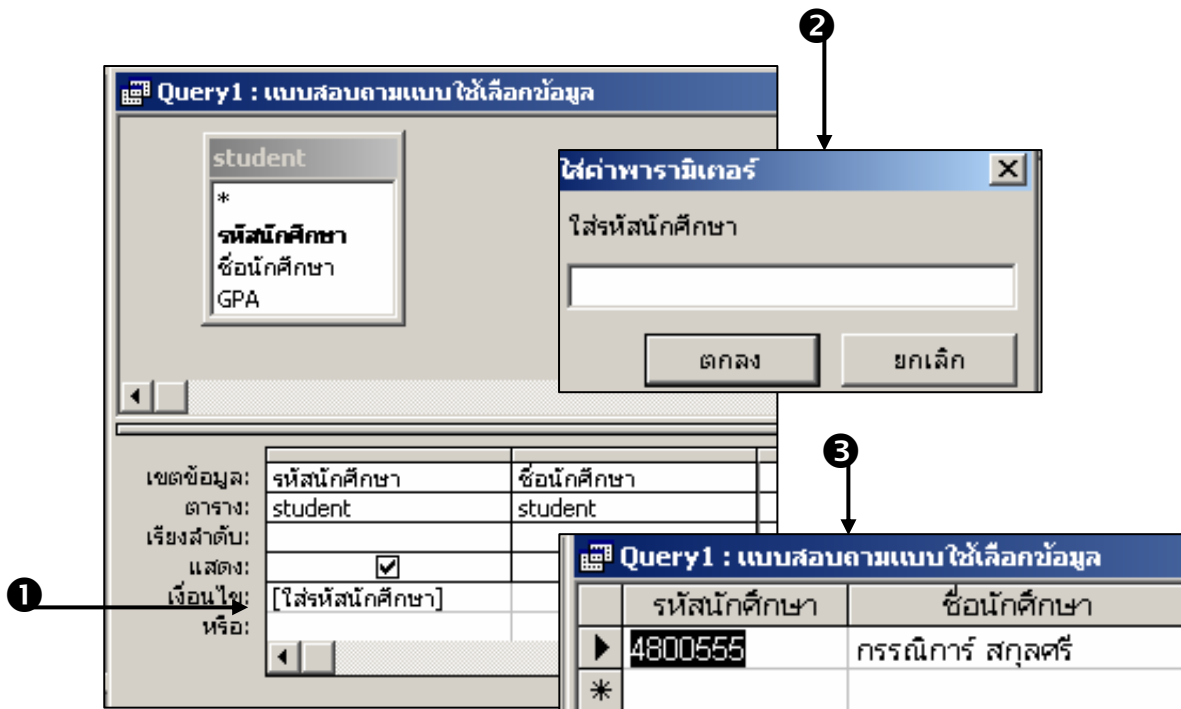 ❷
Query1 : แบบสอบถามแบบใช้เลือกข้อมูล
student
*
รหัสนักศึกษา
ชื่อนักศึกษา
GPA
ใส่ค่าพารามิเตอร์
ใส่รหัสนักศึกษา
ตกลง ยกเลิก
เขตข้อมูล: รหัสนักศึกษา ชื่อนักศึกษา
ตาราง: student student
เรียงลำดับ:
แสดง:
❶ เงื่อนไข: [ใส่รหัสนักศึกษา]
หรือ:
❸
Query1 : แบบสอบถามแบบใช้เลือกข้อมูล
รหัสนักศึกษา ชื่อนักศึกษา
4800555 กรรณิการ์ สกุลศรี
*